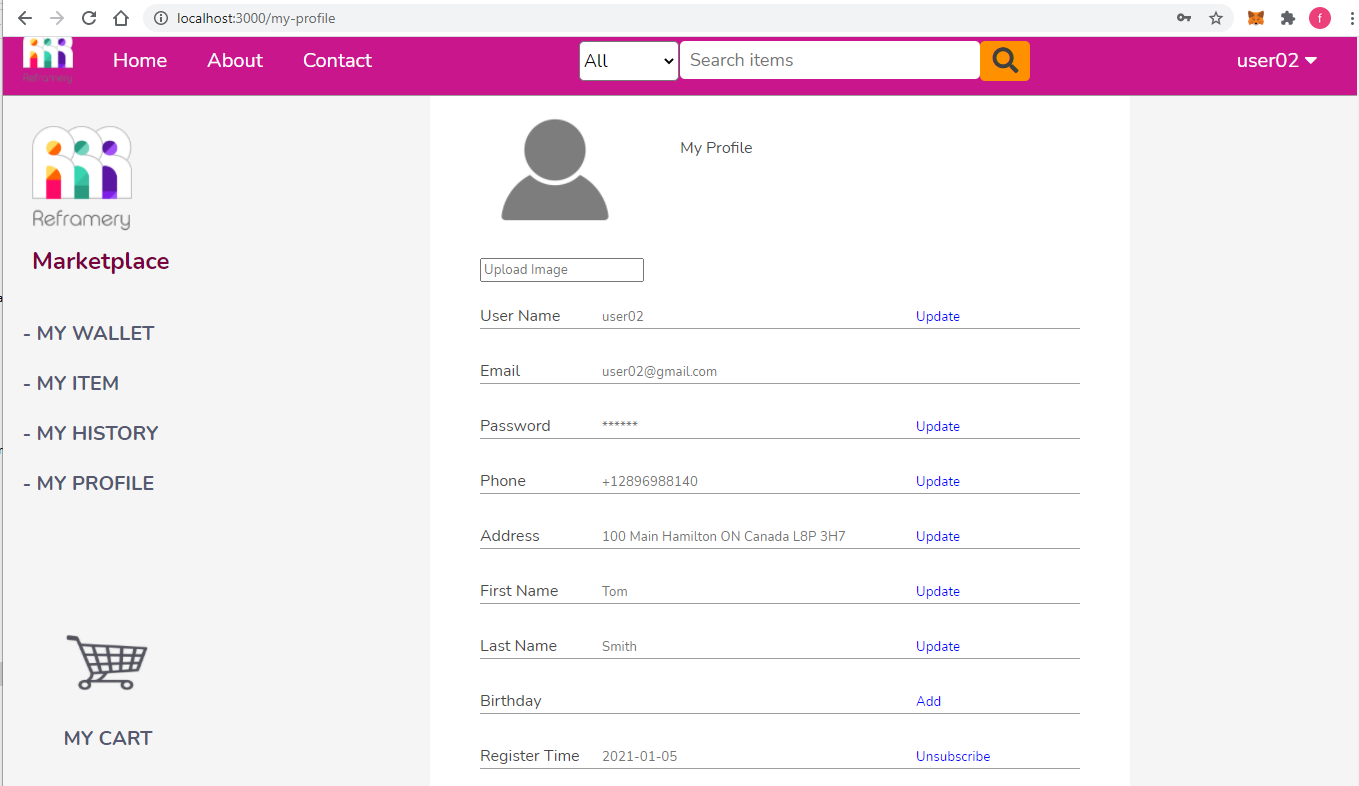 localhost:3000/my-profile
f
Reframery
Home
About
Contact
All
Search items
user02
Reframery
Marketplace
- MY WALLET
- MY ITEM
- MY HISTORY
- MY PROFILE
MY CART
My Profile
Upload Image
User Name user02 Update
Email user02@gmail.com
Password ****** Update
Phone +12896988140 Update
Address 100 Main Hamilton ON Canada L8P 3H7 Update
First Name Tom Update
Last Name Smith Update
Birthday Add
Register Time 2021-01-05 Unsubscribe